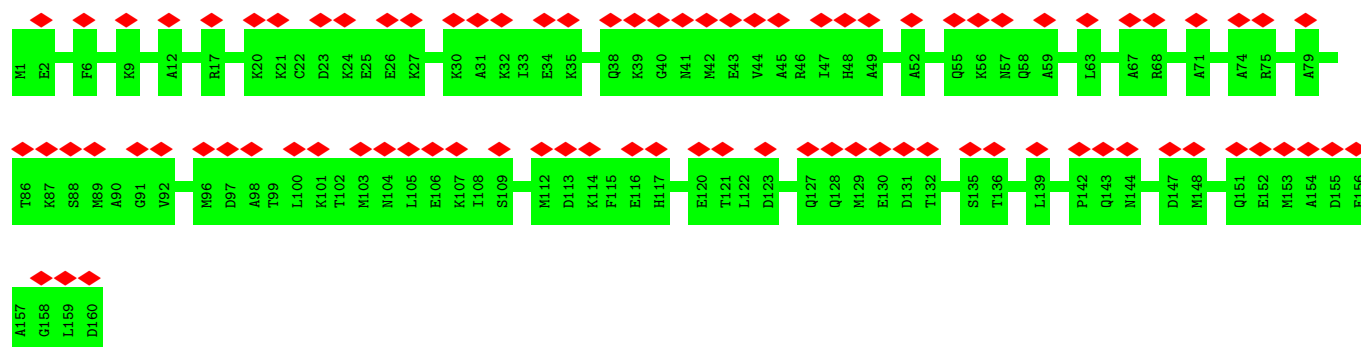 M1 E2 F6 K9 A12 R17 K20 K21 C22 D23 K24 E25 E26 K27 K30 A31 K32 I33 E34 K35 Q38 K39 G40 N41 M42 E43 V44 A45 R46 I47 H48 A49 A52 Q55 K56 N57 Q58 A59 L63 A67 R68 A71 A74 R75 A79
T86 K87 S88 M89 A90 G91 V92 M96 D97 A98 T99 L100 K101 T102 M103 N104 L105 E106 K107 I108 S109 M112 D113 K114 F115 E116 H117 E120 T121 L122 D123 Q127 Q128 M129 E130 D131 T132 S135 T136 L139 P142 Q143 N144 D147 M148 Q151 E152 M153 A154 D155
A157 G158 L159 D160